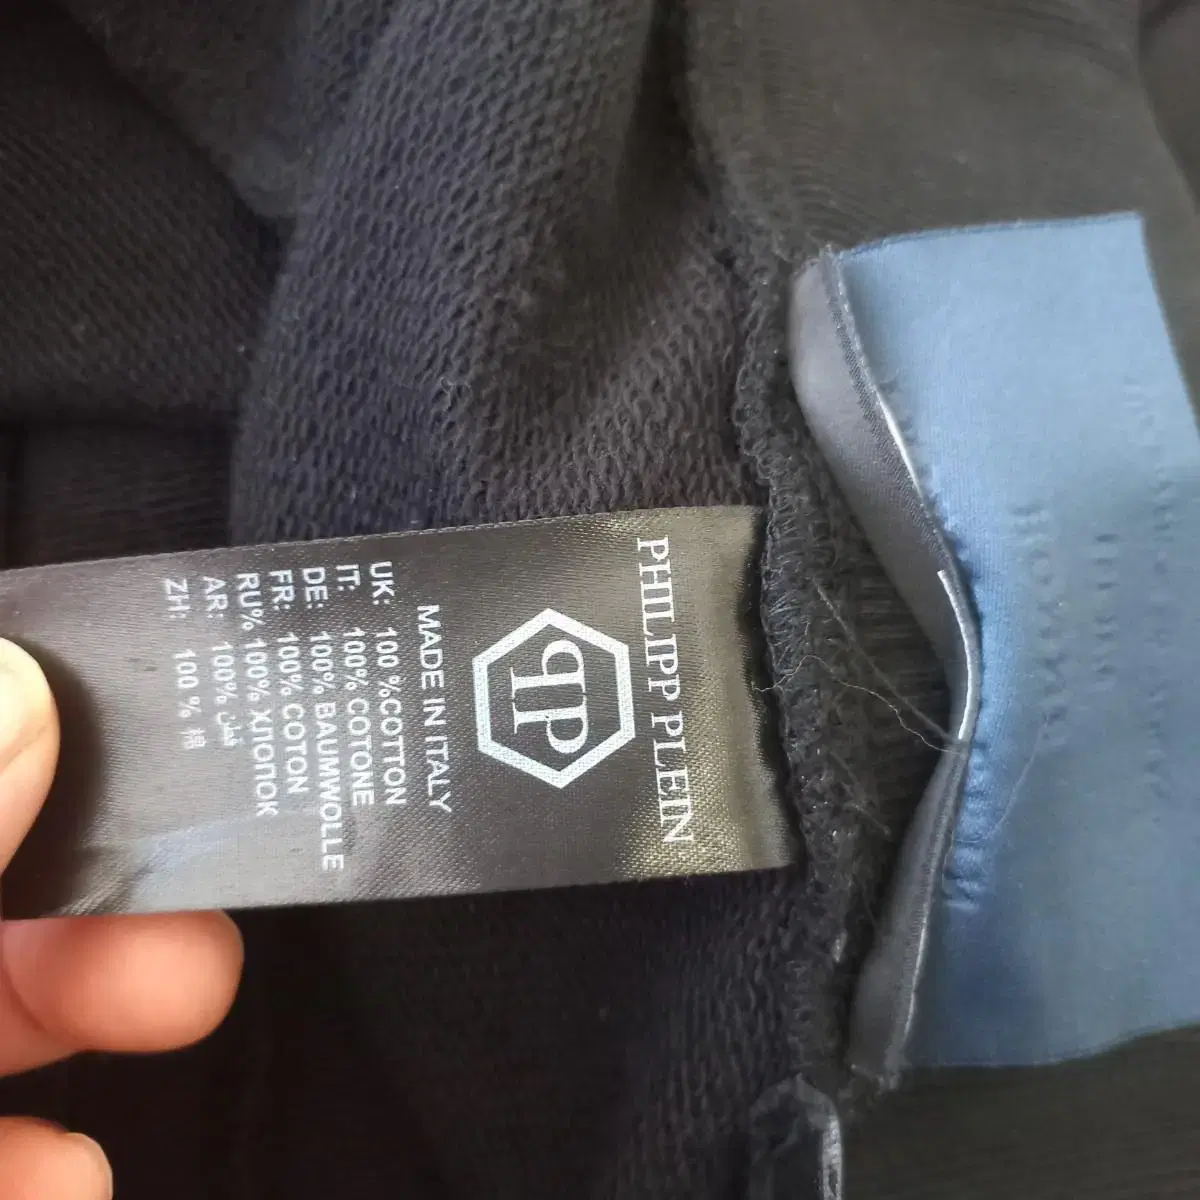 PHILIPP PLEIN
MADE IN ITALY
UK: 100 %COTTON
IT: 100% COTONE
DE: 100% BAUMWOLLE
FR: 100% COTON
RU% 100% ХЛОПОК
AR: 100% قطن
ZH: 100 % 棉